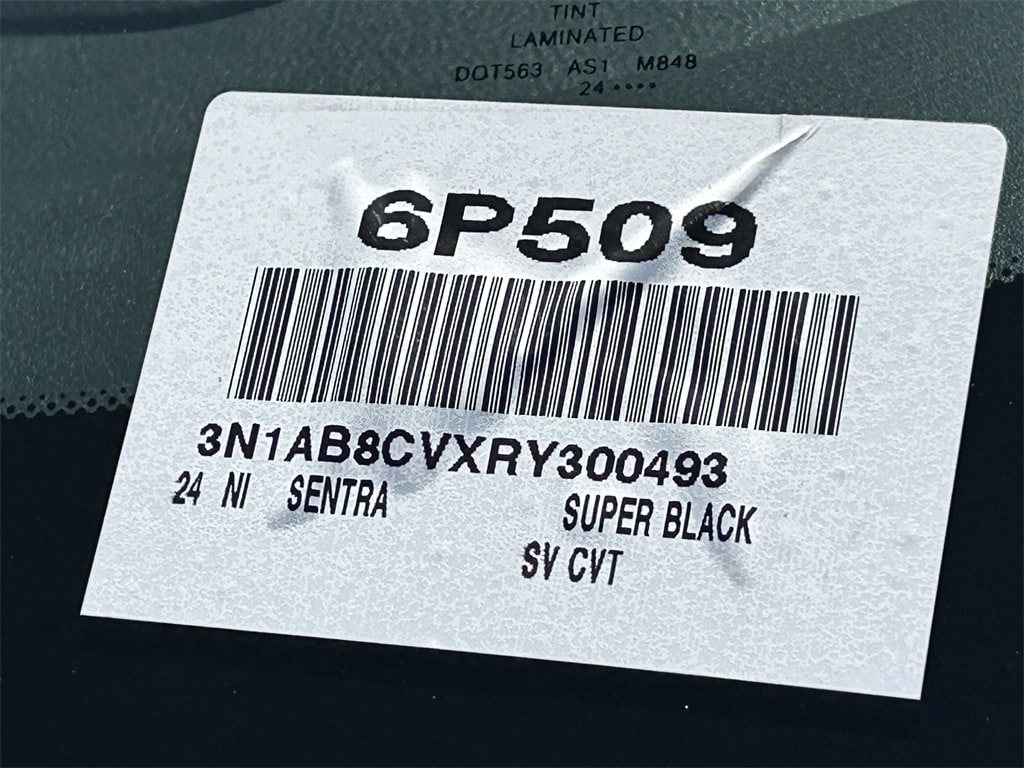 TINT
LAMINATED
DOT563 AS1 M848
24 ••••
6P509
3N1AB8CVXRY300493
24 NI SENTRA SUPER BLACK
SV CVT